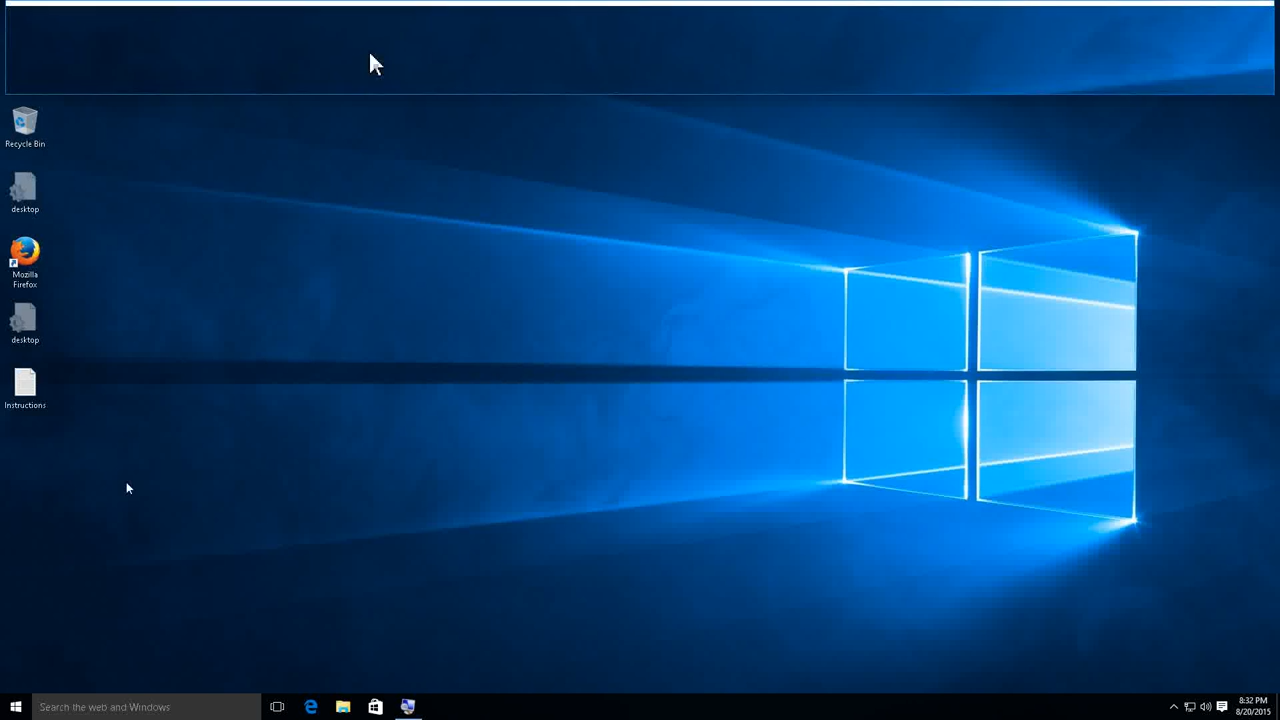 Recycle Bin
desktop
Mozilla
Firefox
desktop
Instructions
Search the web and Windows
8:32 PM
8/20/2015